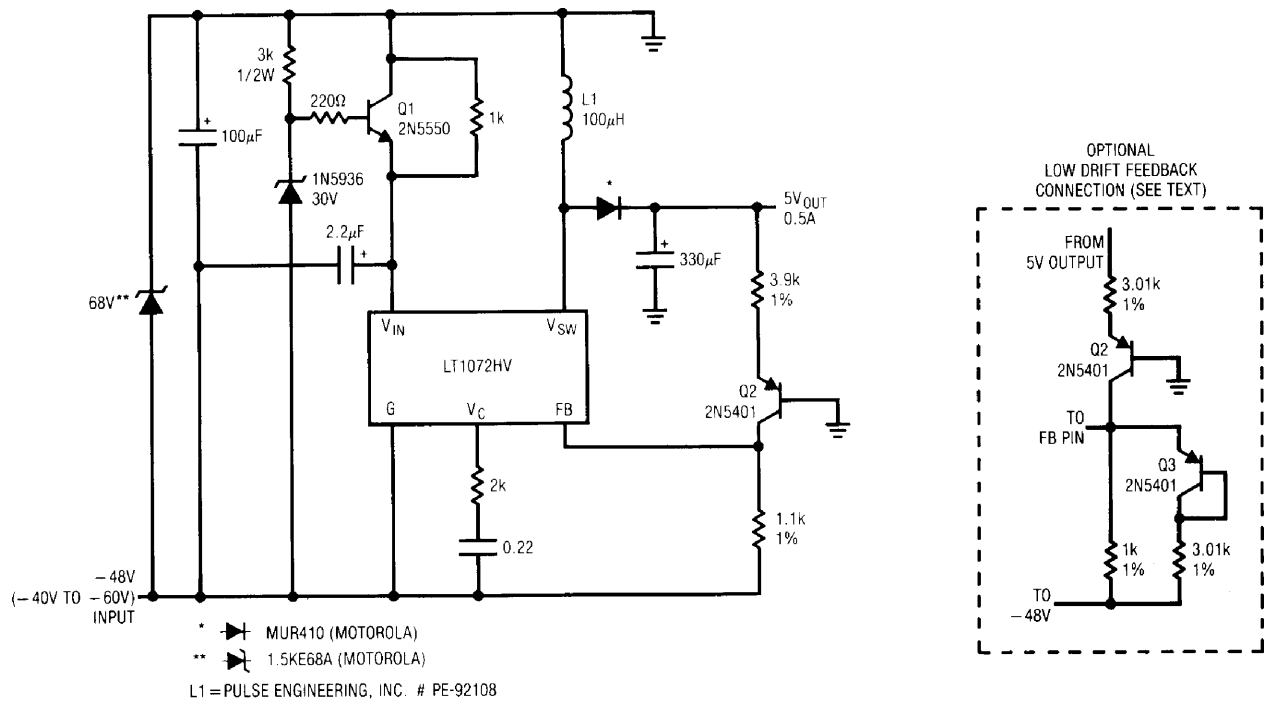 3k
1/2W
220Ω
Q1
2N5550
1k
L1
100μH
+
100μF
1N5936
30V
2.2μF
+
*
5VOUT
0.5A
+
330μF
3.9k
1%
68V**
VIN
VSW
LT1072HV
G
VC
FB
Q2
2N5401
2k
0.22
1.1k
1%
−48V
(−40V TO −60V)
INPUT
* MUR410 (MOTOROLA)
** 1.5KE68A (MOTOROLA)
L1 = PULSE ENGINEERING, INC. # PE-92108
OPTIONAL
LOW DRIFT FEEDBACK
CONNECTION (SEE TEXT)
FROM
5V OUTPUT
3.01k
1%
Q2
2N5401
TO
FB PIN
Q3
2N5401
1k
1%
3.01k
1%
TO
−48V